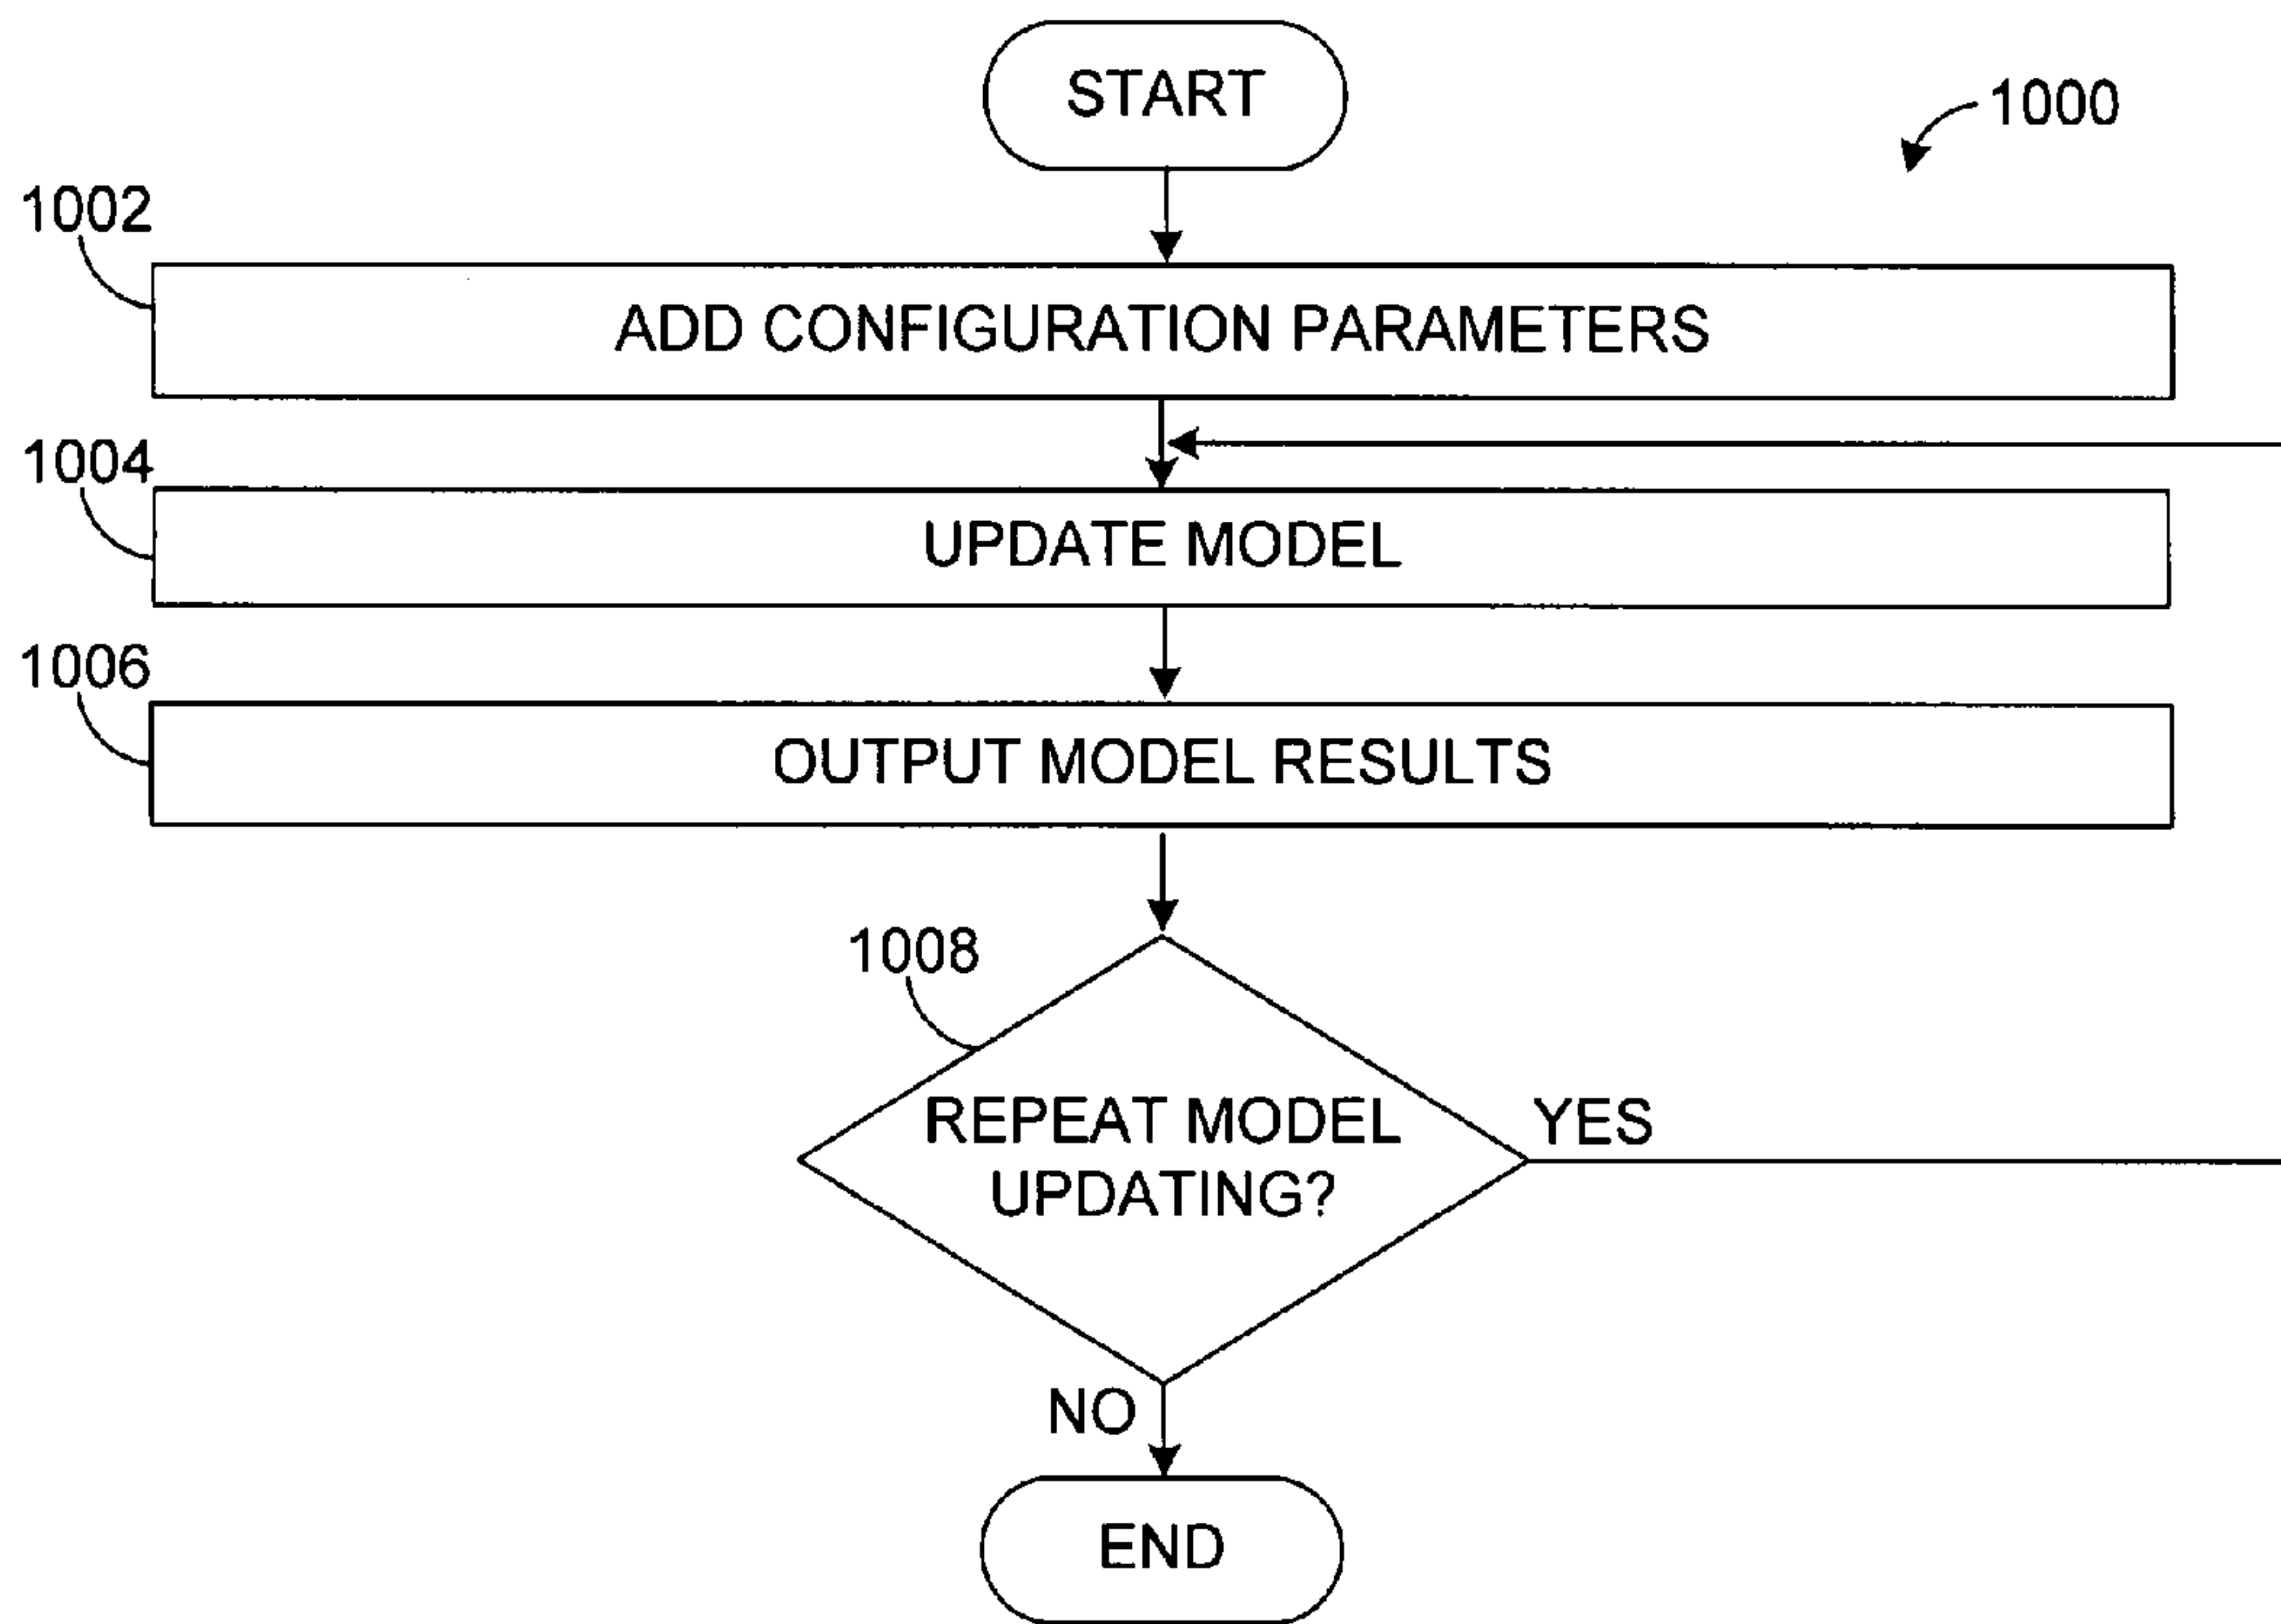 START
1000
1002
ADD CONFIGURATION PARAMETERS
1004
UPDATE MODEL
1006
OUTPUT MODEL RESULTS
1008
REPEAT MODEL
UPDATING?
YES
NO
END